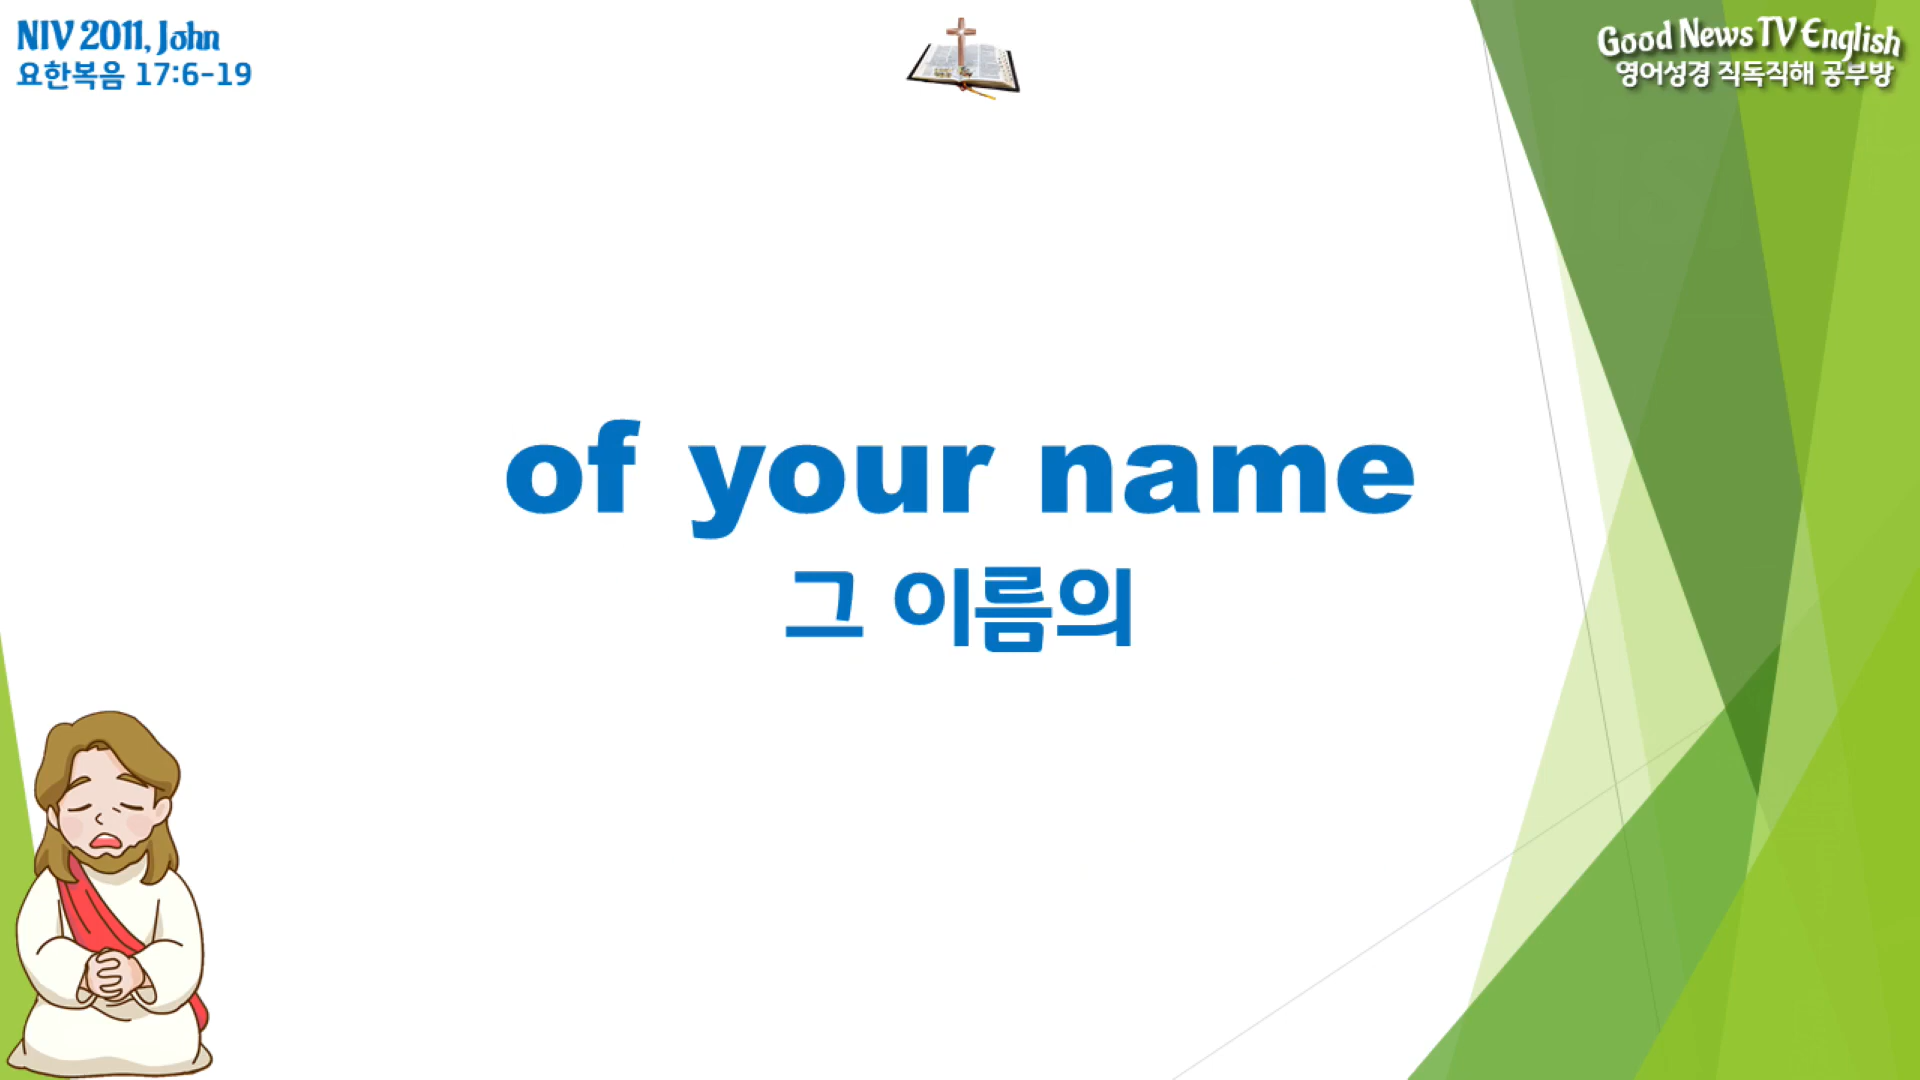 NIV 2011, John
요한복음 17:6-19
Good News TV English
영어성경 직독직해 공부방
of your name
그 이름의